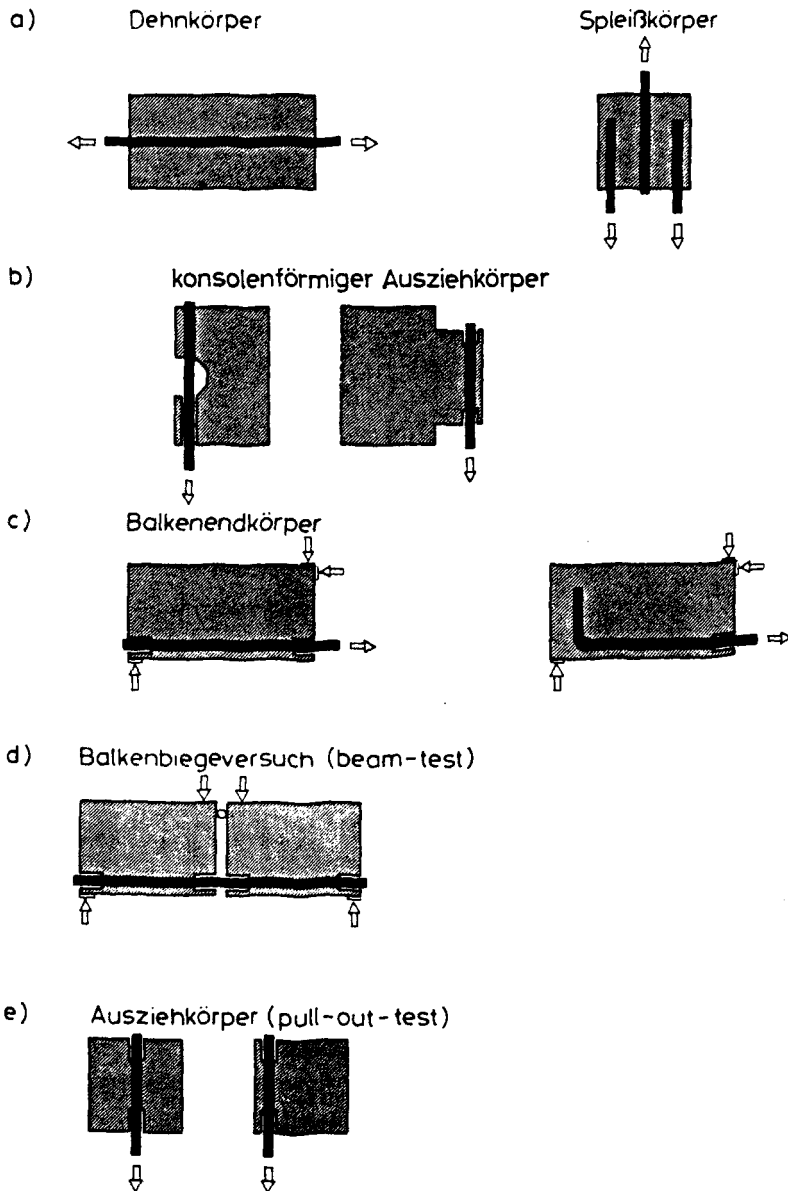 a) Dehnkörper Spleißkörper
b) konsolenförmiger Ausziehkörper
c) Balkenendkörper
d) Balkenbiegeversuch (beam-test)
e) Ausziehkörper (pull-out-test)